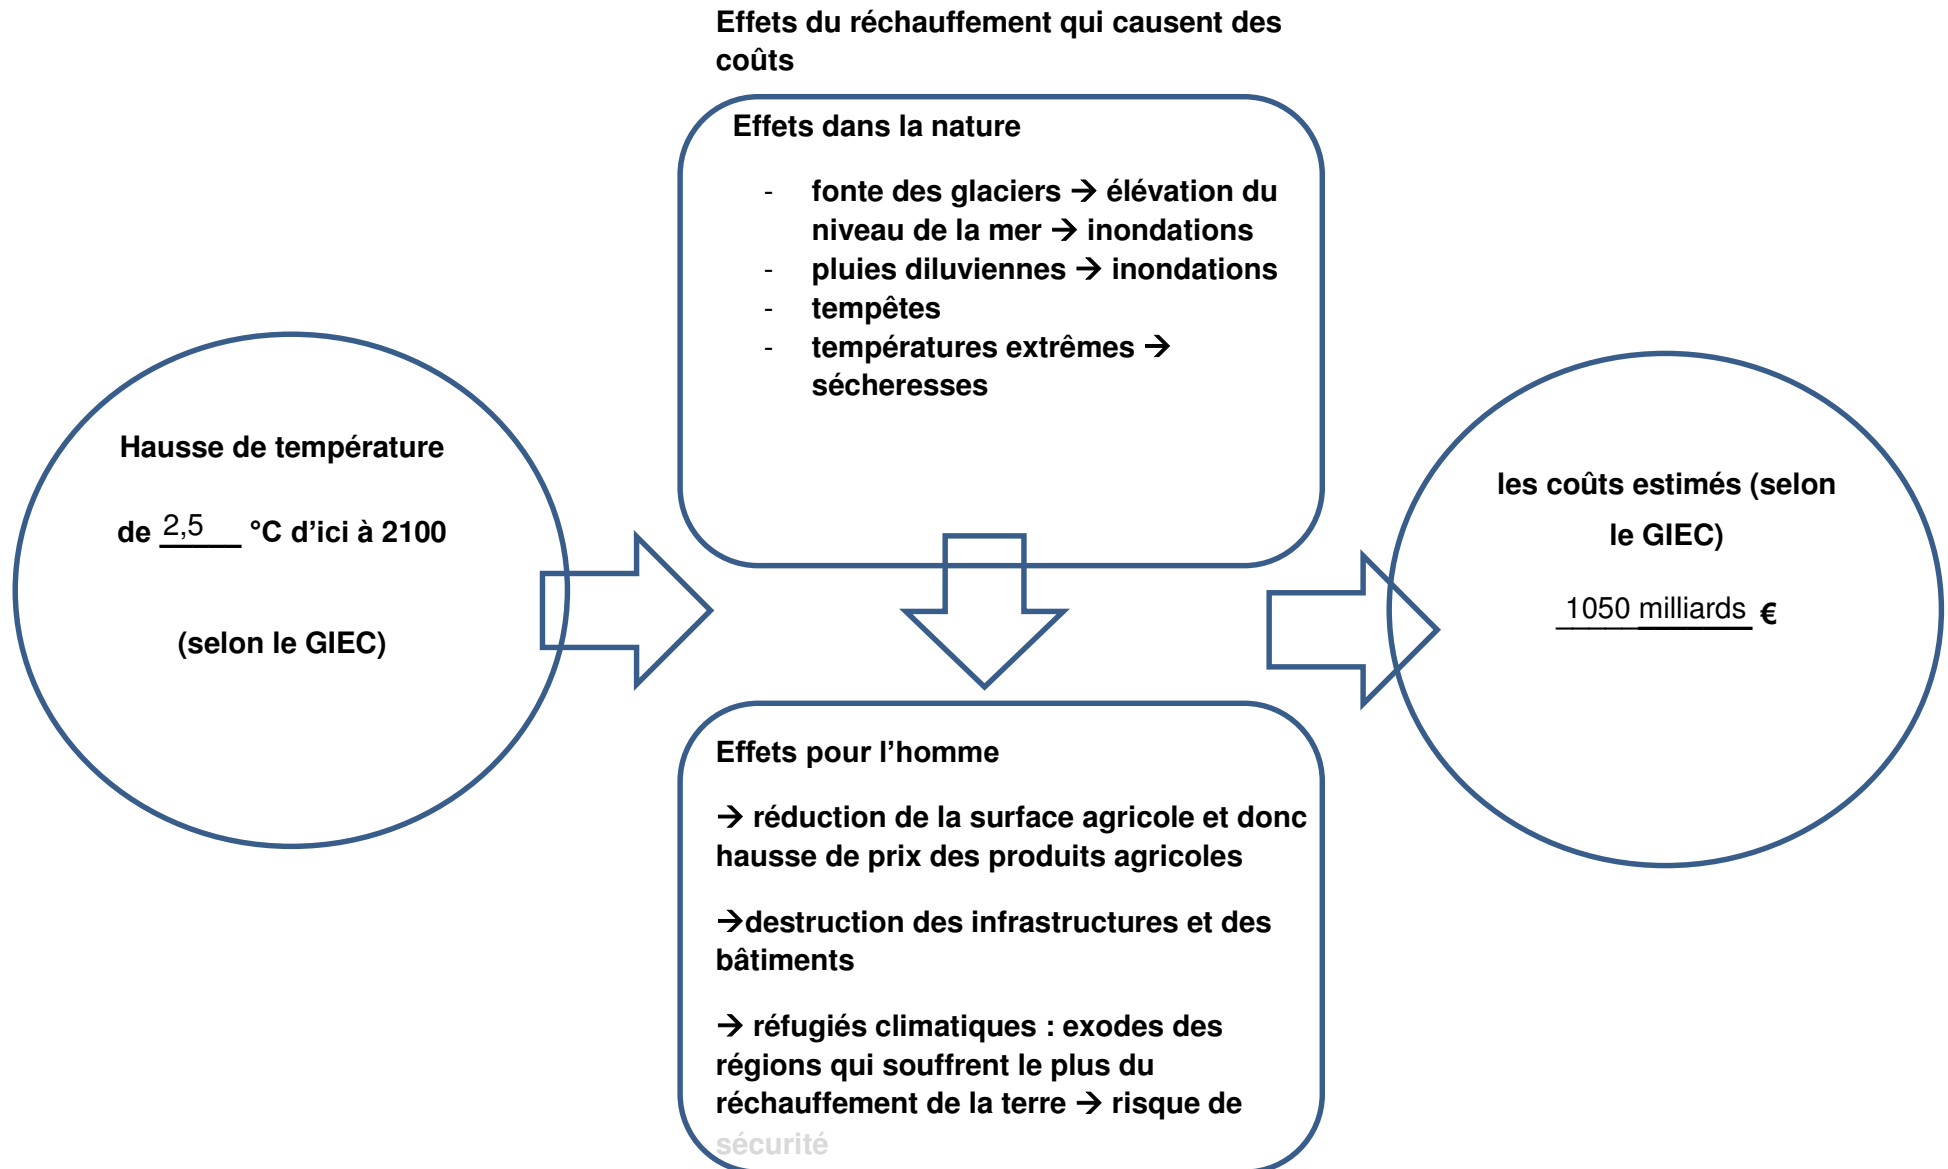 Effets du réchauffement qui causent des
coûts
Effets dans la nature
- fonte des glaciers → élévation du
niveau de la mer → inondations
- pluies diluviennes → inondations
- tempêtes
- températures extrêmes →
sécheresses
Hausse de température
de 2,5 °C d'ici à 2100
(selon le GIEC)
les coûts estimés (selon
le GIEC)
1050 milliards €
Effets pour l’homme
→ réduction de la surface agricole et donc
hausse de prix des produits agricoles
→destruction des infrastructures et des
bâtiments
→ réfugiés climatiques : exodes des
régions qui souffrent le plus du
réchauffement de la terre → risque de
sécurité